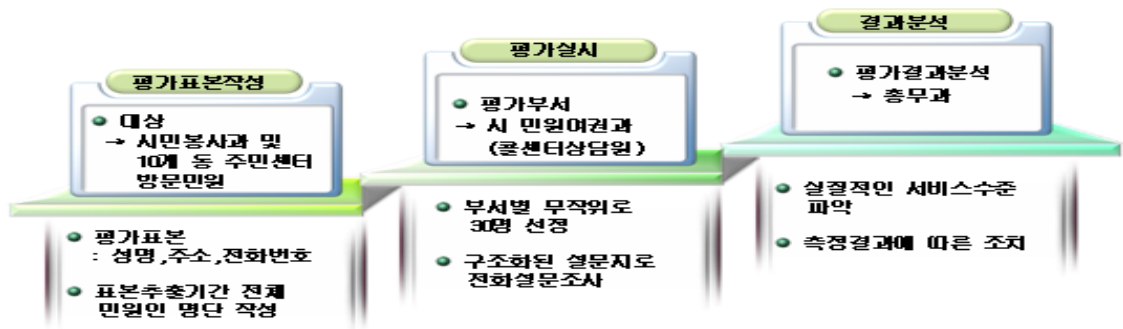 평가표본작성
● 대상
→ 시민봉사과 및
10개 동 주민센터
방문민원
● 평가표본
: 성명,주소,전화번호
● 표본추출기간 전체
민원인 명단 작성
평가실시
● 평가부서
→ 시 민원여권과
(콜센터상담원)
● 부서별 무작위로
30명 선정
● 구조화된 설문지로
전화설문조사
결과분석
● 평가결과분석
→ 총무과
● 실질적인 서비스수준
파악
● 측정결과에 따른 조치